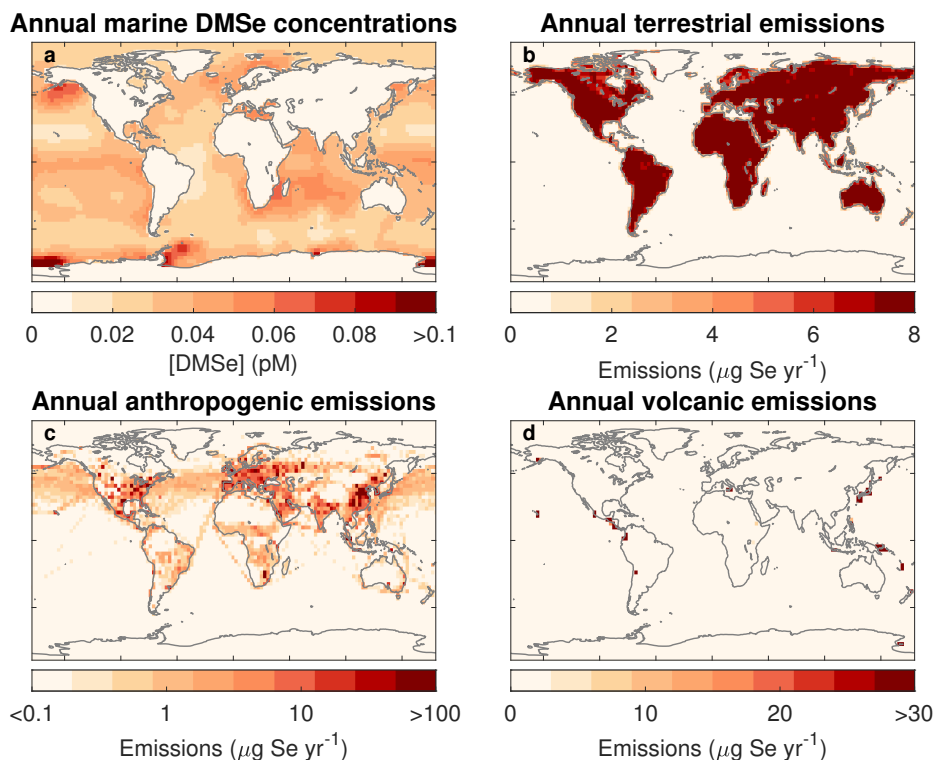 Annual marine DMSe concentrations
a
0 0.02 0.04 0.06 0.08 >0.1
[DMSe] (pM)
Annual terrestrial emissions
b
0 2 4 6 8
Emissions (μg Se yr⁻¹)
Annual anthropogenic emissions
c
<0.1 1 10 >100
Emissions (μg Se yr⁻¹)
Annual volcanic emissions
d
0 10 20 >30
Emissions (μg Se yr⁻¹)